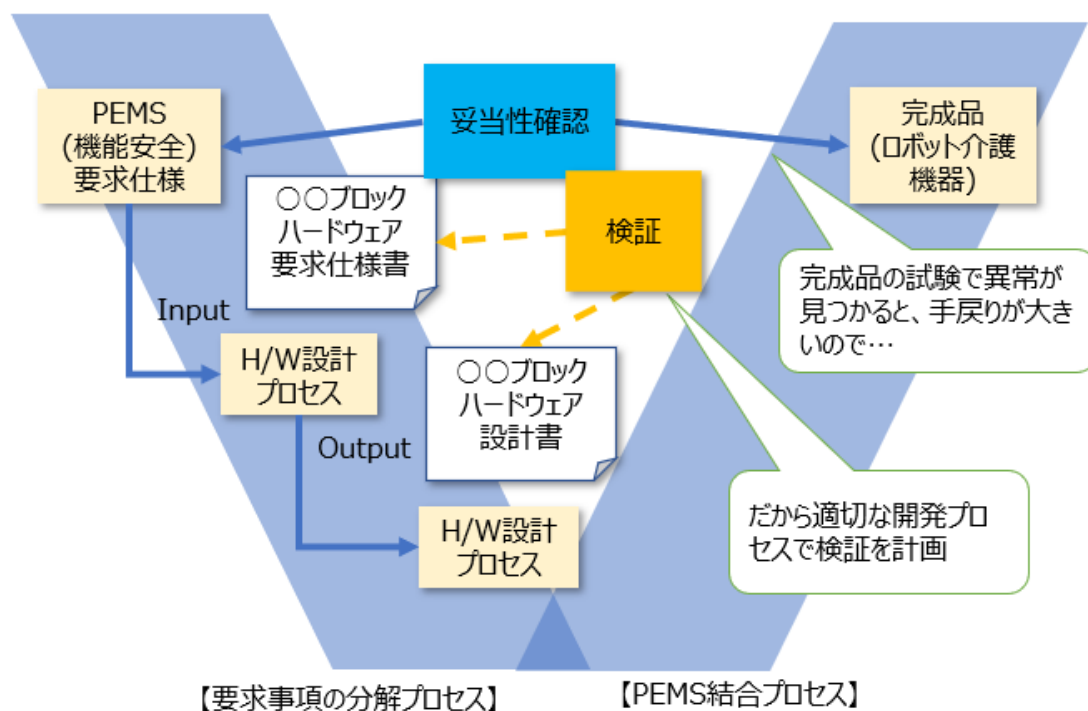 PEMS
(機能安全)
要求仕様
妥当性確認
完成品
(ロボット介護
機器)
○○ブロック
ハードウェア
要求仕様書
検証
完成品の試験で異常が
見つかると、手戻りが大き
いので…
Input
H/W設計
プロセス
○○ブロック
ハードウェア
設計書
Output
だから適切な開発プロ
セスで検証を計画
H/W設計
プロセス
【要求事項の分解プロセス】
【PEMS結合プロセス】